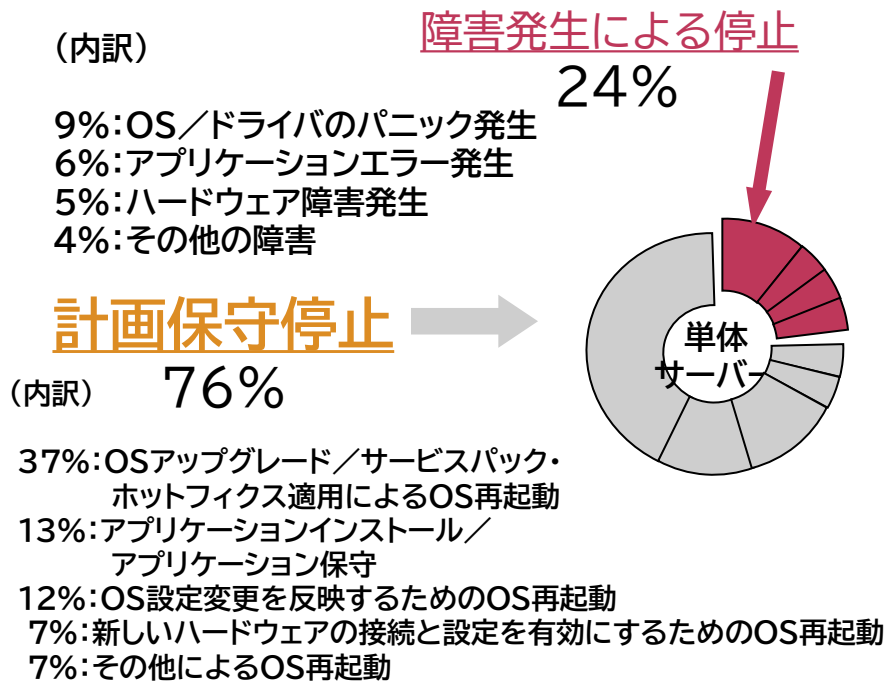 （内訳）
障害発生による停止
24%
9%：OS／ドライバのパニック発生
6%：アプリケーションエラー発生
5%：ハードウェア障害発生
4%：その他の障害
計画保守停止
76%
（内訳）
単体
サーバー
37%：OSアップグレード／サービスパック・
ホットフィクス適用によるOS再起動
13%：アプリケーションインストール／
アプリケーション保守
12%：OS設定変更を反映するためのOS再起動
7%：新しいハードウェアの接続と設定を有効にするためのOS再起動
7%：その他によるOS再起動